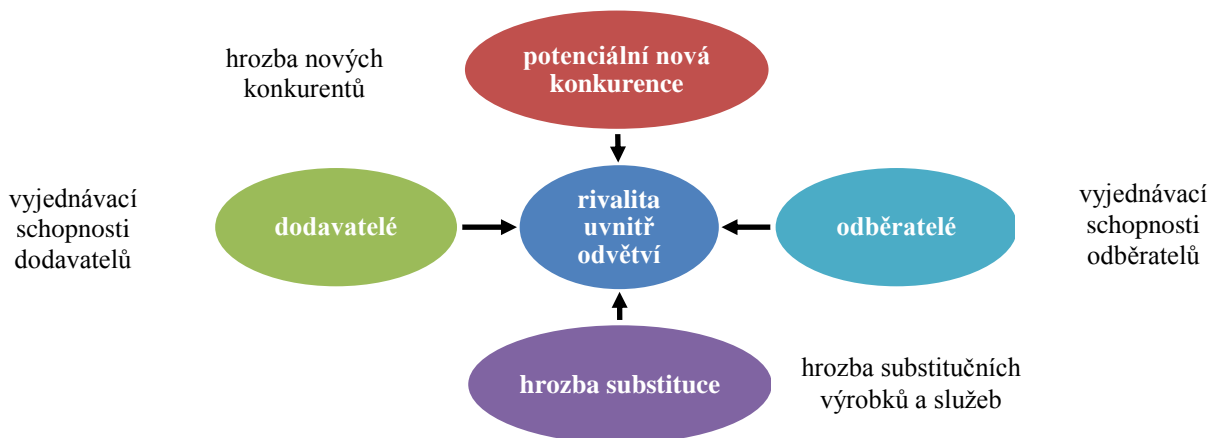 hrozba nových
konkurentů
potenciální nová
konkurence
vyjednávací
schopnosti
dodavatelů
dodavatelé
rivalita
uvnitř
odvětví
odběratelé
vyjednávací
schopnosti
odběratelů
hrozba substituce
hrozba substitučních
výrobků a služeb